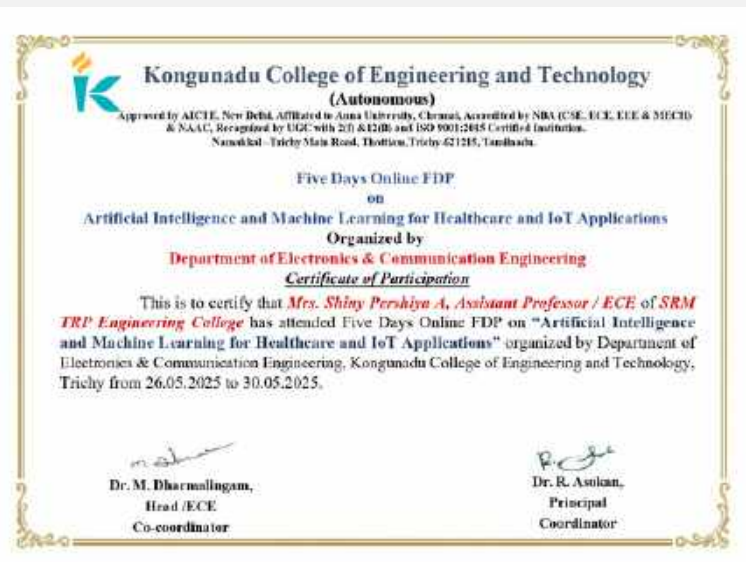 Kongunadu College of Engineering and Technology
(Autonomous)
Approved by AICTE, New Delhi, Affiliated to Anna University, Chennai, Accredited by NBA (CSE, ECE, EEE & MECH)
& NAAC, Recognized by UGC with 2(f) &12(B) and ISO 9001:2015 Certified Institution.
Namakkal - Trichy Main Road, Thottiam, Trichy-621215, Tamilnadu.
Five Days Online FDP
on
Artificial Intelligence and Machine Learning for Healthcare and IoT Applications
Organized by
Department of Electronics & Communication Engineering
Certificate of Participation
This is to certify that Mrs. Shiny Pershiya A, Assistant Professor / ECE of SRM
TRP Engineering College has attended Five Days Online FDP on "Artificial Intelligence
and Machine Learning for Healthcare and IoT Applications" organized by Department of
Electronics & Communication Engineering, Kongunadu College of Engineering and Technology,
Trichy from 26.05.2025 to 30.05.2025.
Dr. M. Dharmalingam,
Head /ECE
Co-coordinator
Dr. R. Asokan,
Principal
Coordinator